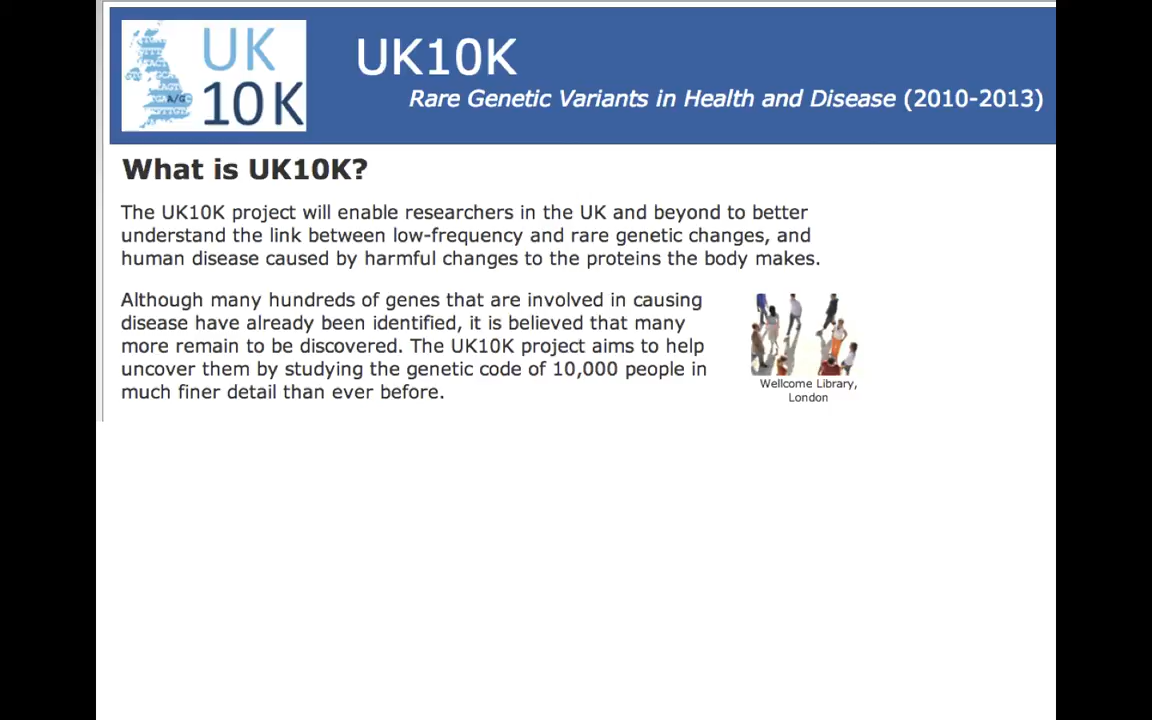 UK
10K
A/G
UK10K
Rare Genetic Variants in Health and Disease (2010-2013)
What is UK10K?
The UK10K project will enable researchers in the UK and beyond to better
understand the link between low-frequency and rare genetic changes, and
human disease caused by harmful changes to the proteins the body makes.
Although many hundreds of genes that are involved in causing
disease have already been identified, it is believed that many
more remain to be discovered. The UK10K project aims to help
uncover them by studying the genetic code of 10,000 people in
much finer detail than ever before.
Wellcome Library,
London